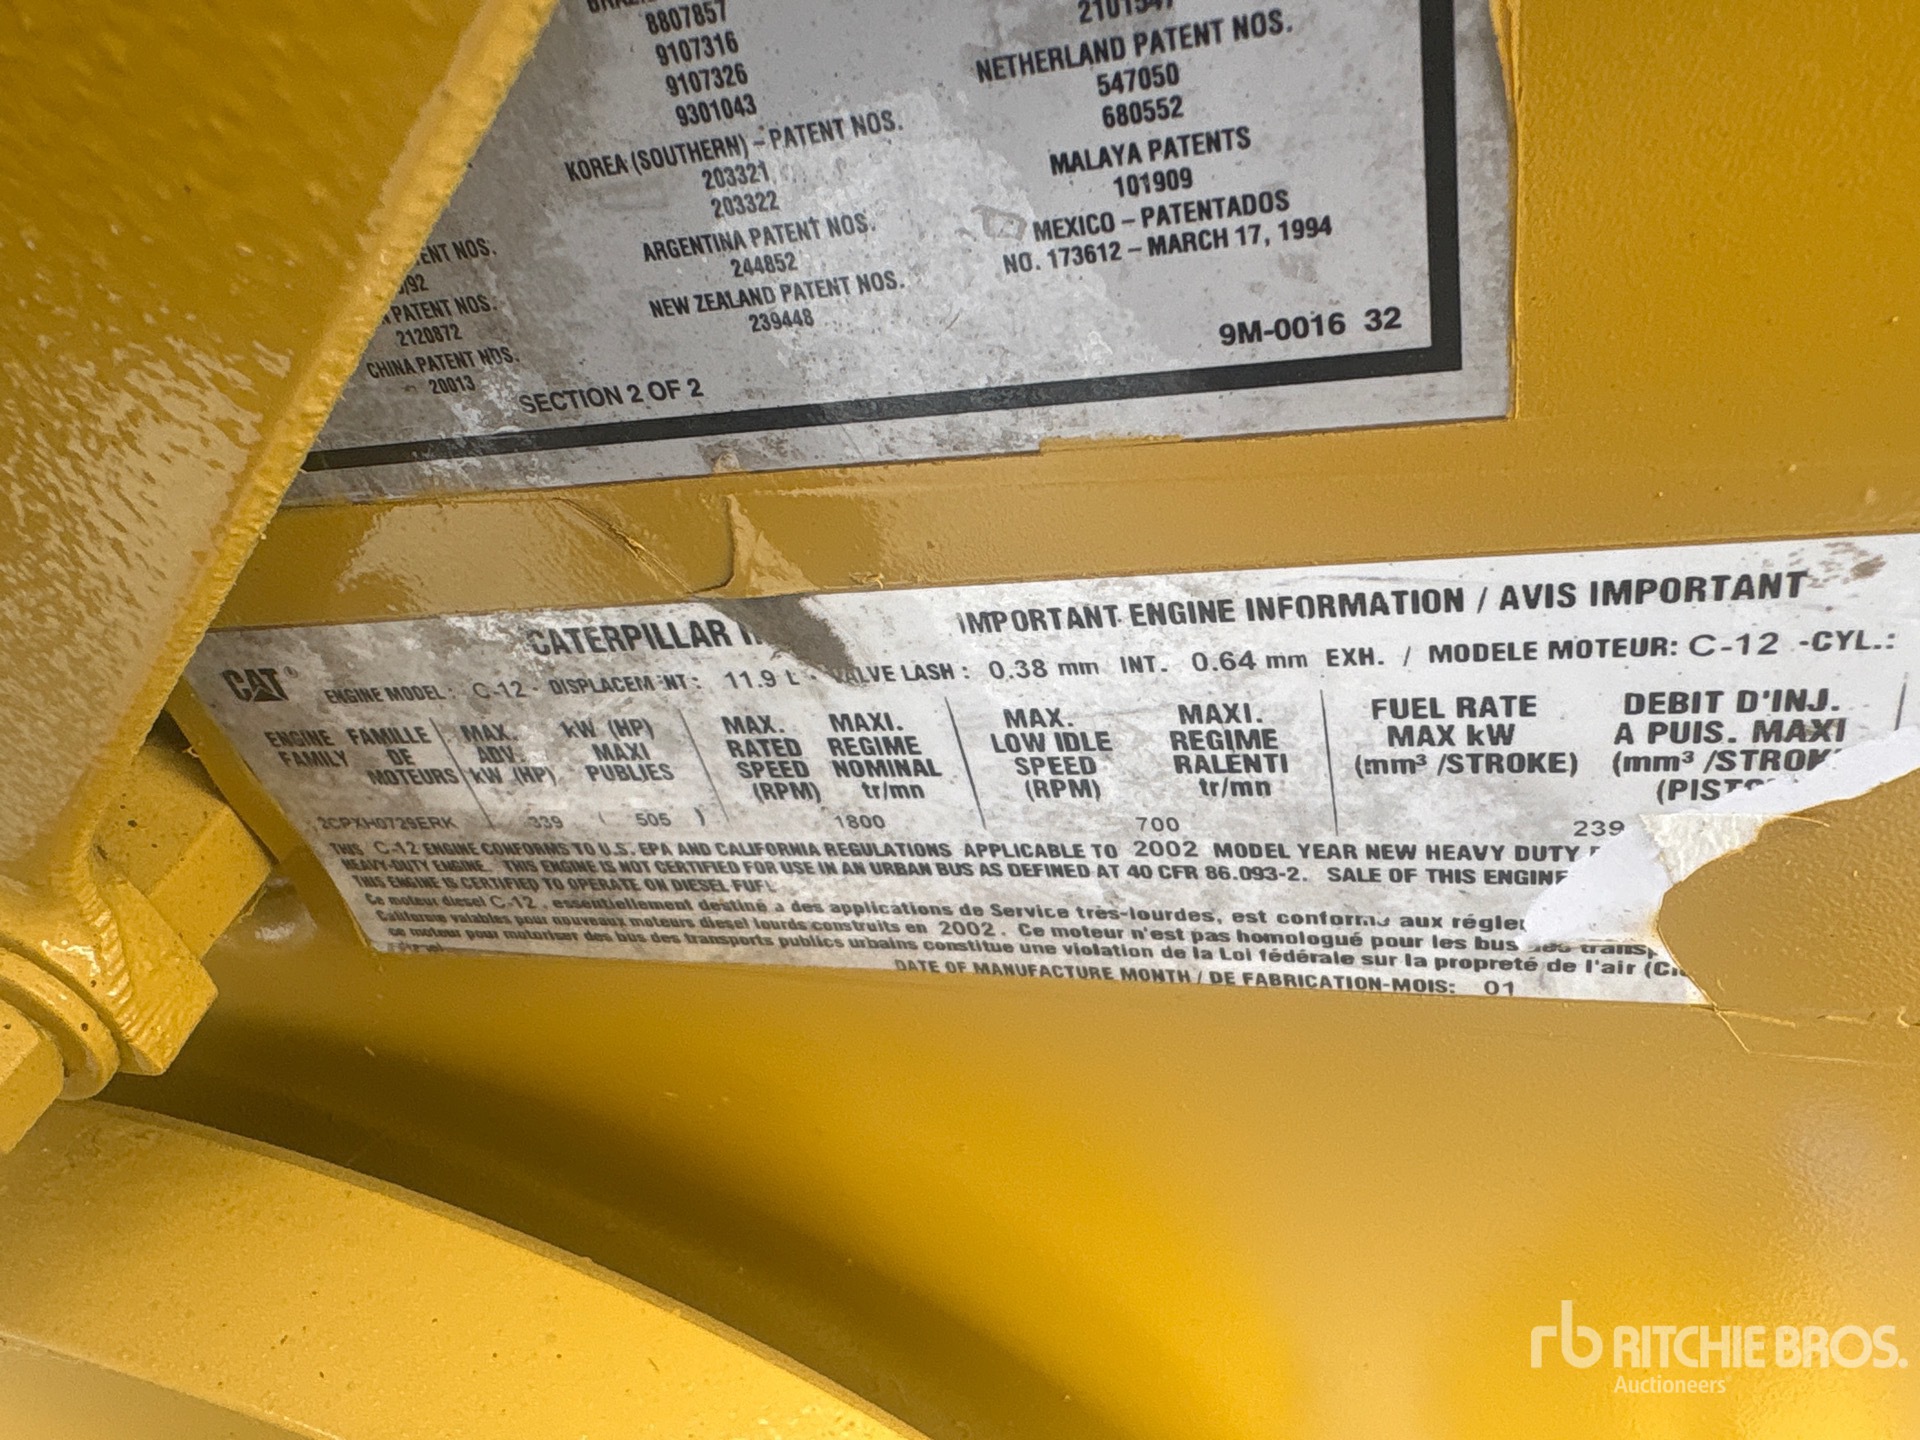 8807857
9107316
9107326
9301043
KOREA (SOUTHERN) – PATENT NOS.
203321
203322
ARGENTINA PATENT NOS.
244852
NEW ZEALAND PATENT NOS.
239448
NETHERLAND PATENT NOS.
547050
680552
MALAYA PATENTS
101909
MEXICO – PATENTADOS
NO. 173612 – MARCH 17, 1994
NOS.
PATENT NOS.
2120872
CHINA PATENT NOS.
20013
SECTION 2 OF 2
9M-0016 32
CATERPILLAR IMPORTANT ENGINE INFORMATION / AVIS IMPORTANT
CAT®
ENGINE MODEL: C-12 - DISPLACEMENT: 11.9 L - VALVE LASH: 0.38 mm INT. 0.64 mm EXH. / MODELE MOTEUR: C-12 -CYL.:
ENGINE FAMILY
FAMILLE DE MOTEURS
MAX. ADV. kW (HP)
kW (HP) MAXI PUBLIES
MAX. RATED SPEED (RPM)
MAXI. REGIME NOMINAL tr/mn
MAX. LOW IDLE SPEED (RPM)
MAXI. REGIME RALENTI tr/mn
FUEL RATE MAX kW (mm³ /STROKE)
DEBIT D'INJ. A PUIS. MAXI (mm³ /STROK
2CPXH0729ERK 339 ( 505 ) 1800 700 239
THIS C-12 ENGINE CONFORMS TO U.S. EPA AND CALIFORNIA REGULATIONS APPLICABLE TO 2002 MODEL YEAR NEW HEAVY DUTY
HEAVY-DUTY ENGINE. THIS ENGINE IS NOT CERTIFIED FOR USE IN AN URBAN BUS AS DEFINED AT 40 CFR 86.093-2. SALE OF THIS ENGINE
THIS ENGINE IS CERTIFIED TO OPERATE ON DIESEL FUEL
Ce moteur diesel C-12, essentiellement destiné a des applications de Service très-lourdes, est conforme aux régle
Californie valables pour nouveaux moteurs diesel lourds construits en 2002. Ce moteur n'est pas homologué pour les bus des transp
ce moteur pour motoriser des bus des transports publics urbains constitue une violation de la Loi fédérale sur la propreté de l'air (Cl
DATE OF MANUFACTURE MONTH / DE FABRICATION-MOIS: 01
rb RITCHIE BROS.
Auctioneers